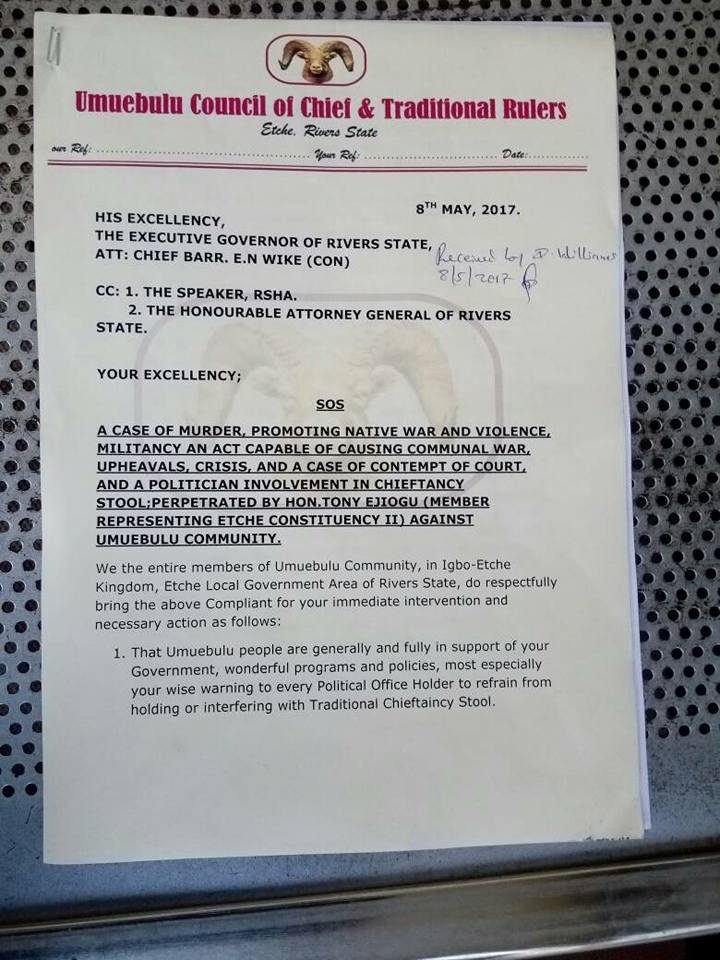 Umuebulu Council of Chief & Traditional Rulers
Etche, Rivers State
our Ref: ........................................ Your Ref: ........................................ Date:..............
8TH MAY, 2017.
HIS EXCELLENCY,
THE EXECUTIVE GOVERNOR OF RIVERS STATE,
ATT: CHIEF BARR. E.N WIKE (CON)
Received by D. Williams
8/5/2017
CC: 1. THE SPEAKER, RSHA.
2. THE HONOURABLE ATTORNEY GENERAL OF RIVERS
STATE.
YOUR EXCELLENCY;
SOS
A CASE OF MURDER, PROMOTING NATIVE WAR AND VIOLENCE,
MILITANCY AN ACT CAPABLE OF CAUSING COMMUNAL WAR,
UPHEAVALS, CRISIS, AND A CASE OF CONTEMPT OF COURT,
AND A POLITICIAN INVOLVEMENT IN CHIEFTANCY
STOOL;PERPETRATED BY HON.TONY EJIOGU (MEMBER
REPRESENTING ETCHE CONSTITUENCY II) AGAINST
UMUEBULU COMMUNITY.
We the entire members of Umuebulu Community, in Igbo-Etche
Kingdom, Etche Local Government Area of Rivers State, do respectfully
bring the above Compliant for your immediate intervention and
necessary action as follows:
1. That Umuebulu people are generally and fully in support of your
Government, wonderful programs and policies, most especially
your wise warning to every Political Office Holder to refrain from
holding or interfering with Traditional Chieftaincy Stool.